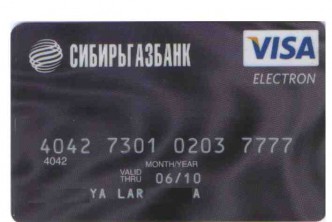 СИБИРЬГАЗБАНК
VISA
ELECTRON
4042 7301 0203 7777
4042
MONTH/YEAR
VALID THRU 06/10
YA LAR A